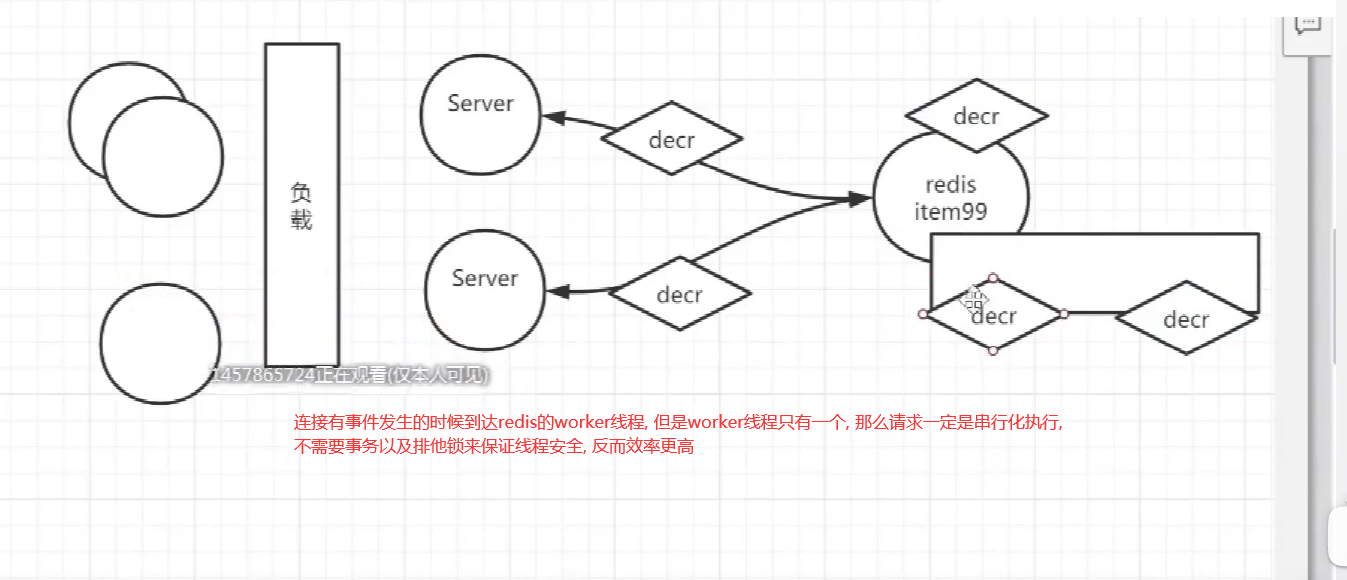 负
载
Server
decr
decr
redis
item99
Server
decr
decr
decr
1457865724正在观看(仅本人可见)
连接有事件发生的时候到达redis的worker线程, 但是worker线程只有一个, 那么请求一定是串行化执行,
不需要事务以及排他锁来保证线程安全, 反而效率更高